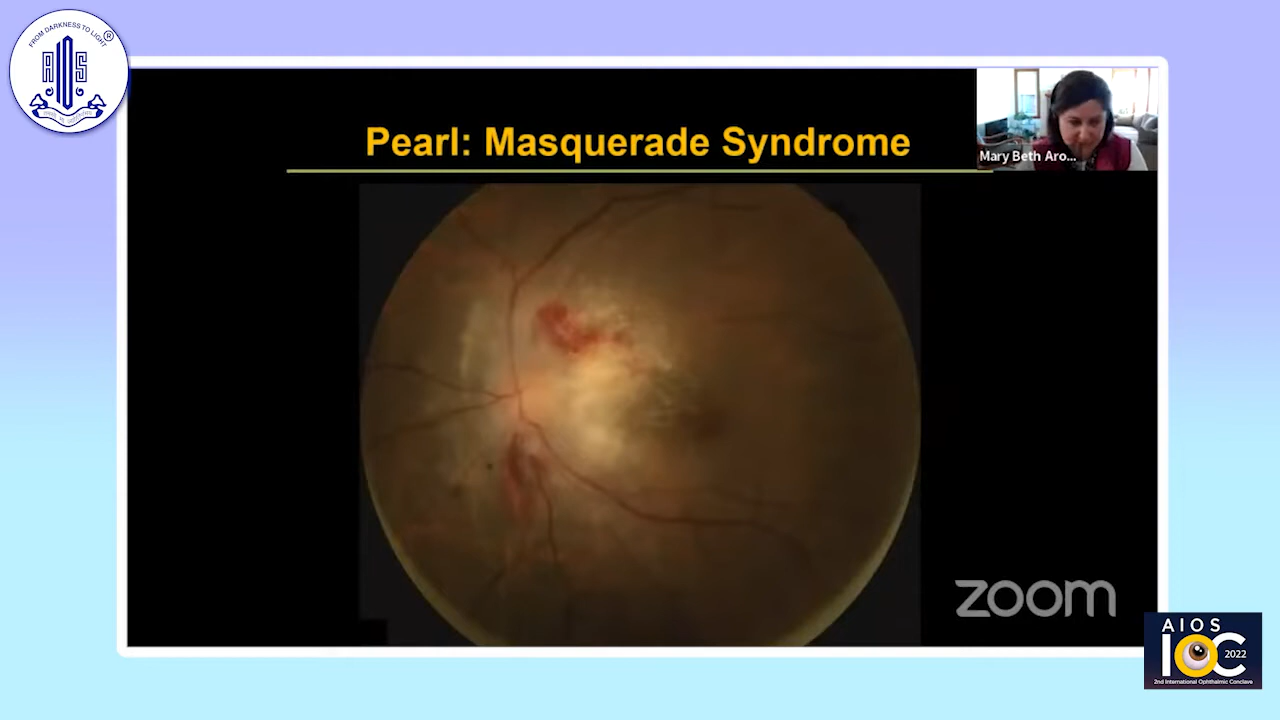 FROM DARKNESS TO LIGHT
®
AIOS
Pearl: Masquerade Syndrome
Mary Beth Aro...
zoom
AIOS
IOC
2022
2nd International Ophthalmic Conclave